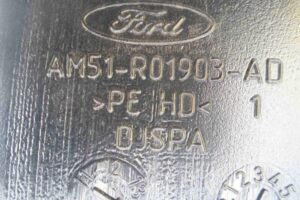 Ford
AM51-R01903-AD
>PE HD< 1
DJSPA